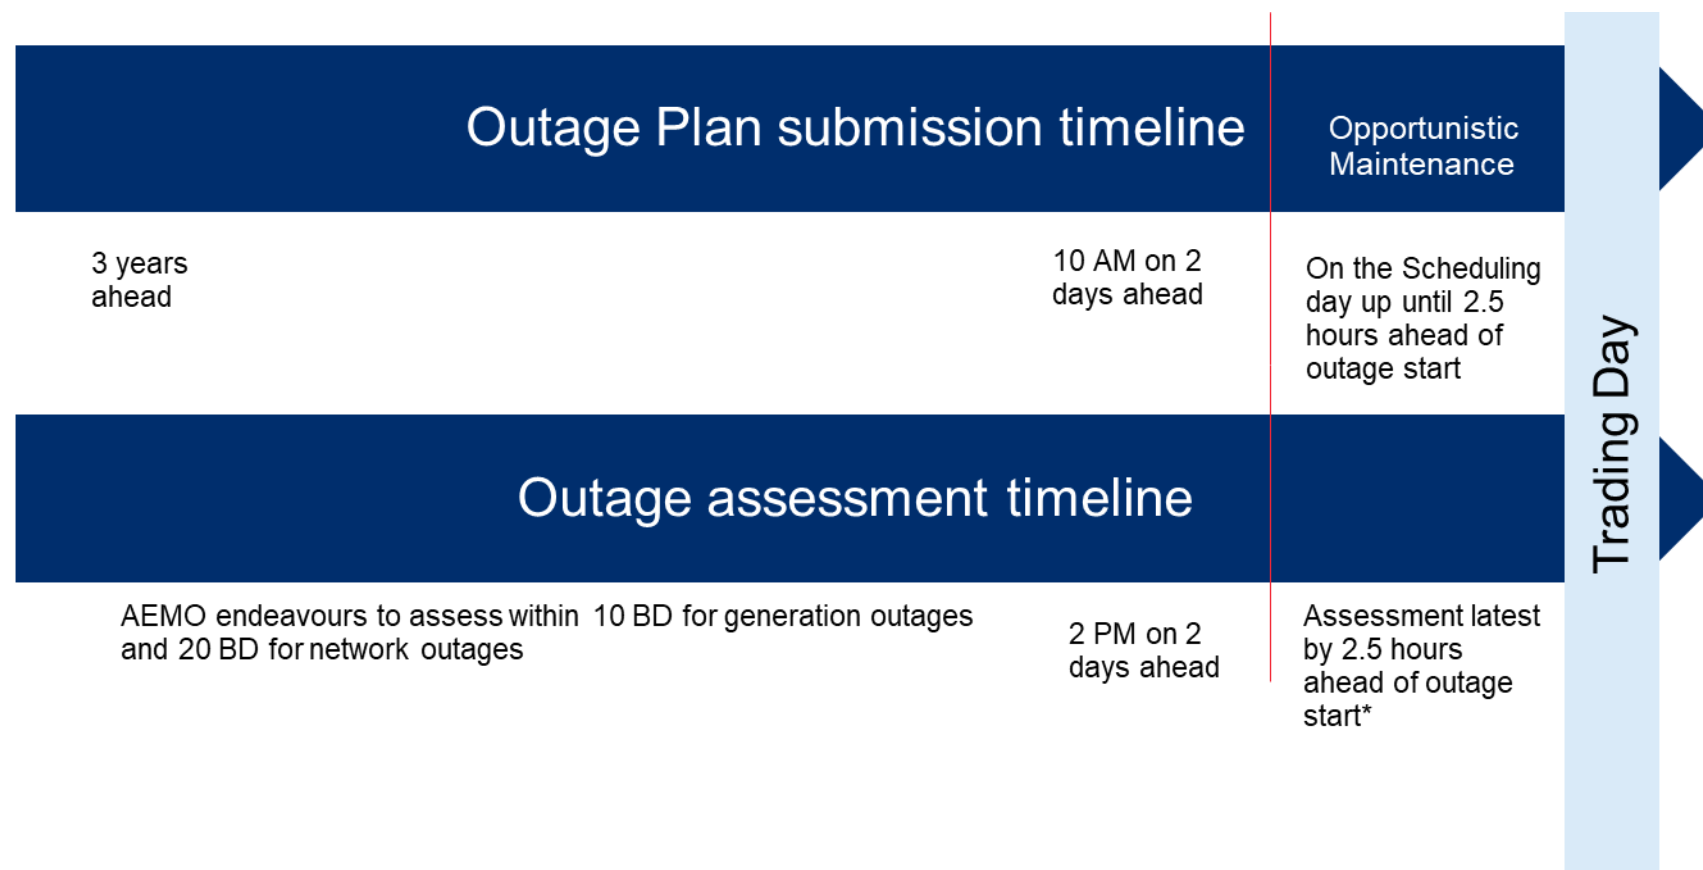 Outage Plan submission timeline
Opportunistic
Maintenance
3 years
ahead
10 AM on 2
days ahead
On the Scheduling
day up until 2.5
hours ahead of
outage start
Trading Day
Outage assessment timeline
AEMO endeavours to assess within 10 BD for generation outages
and 20 BD for network outages
2 PM on 2
days ahead
Assessment latest
by 2.5 hours
ahead of outage
start*